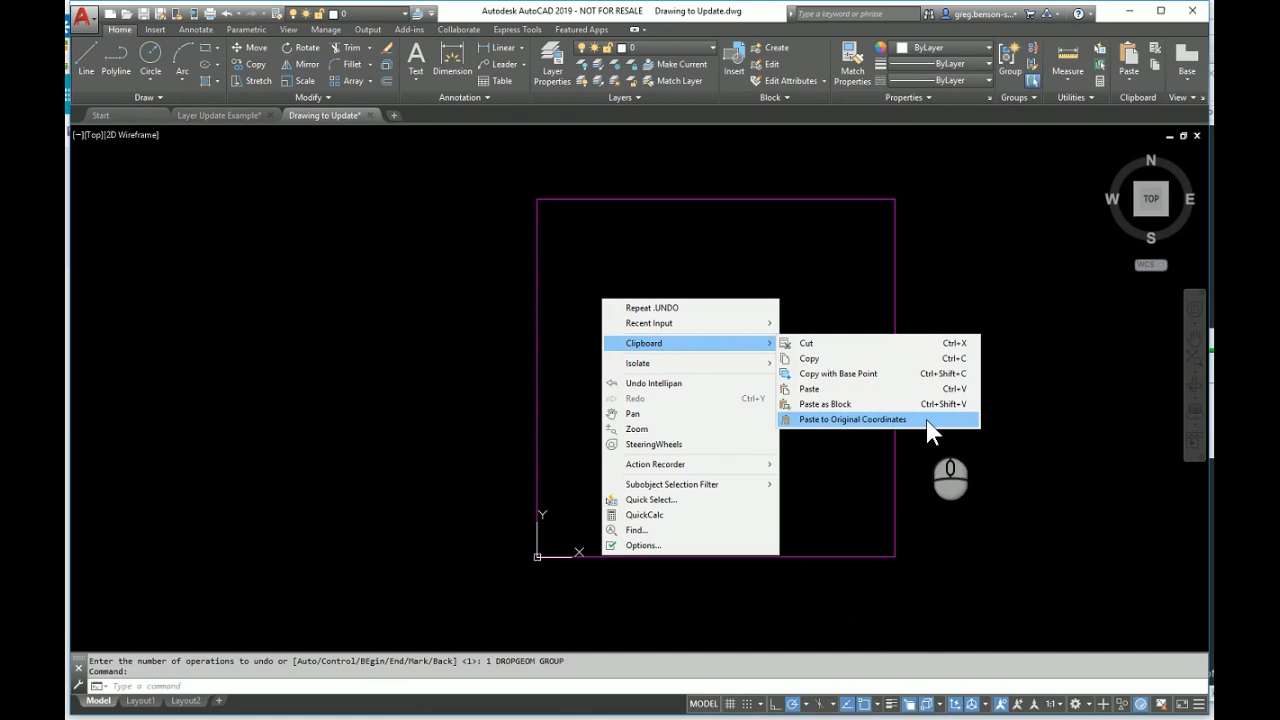 Autodesk AutoCAD 2019 - NOT FOR RESALE Drawing to Update.dwg
Type a keyword or phrase
greg.benson-s...
0
Home Insert Annotate Parametric View Manage Output Add-ins Collaborate Express Tools Featured Apps
Line Polyline Circle Arc
Move Rotate Trim
Copy Mirror Fillet
Stretch Scale Array
Text Dimension
Linear
Leader
Table
Layer Properties
0
Make Current
Match Layer
Insert
Create
Edit
Edit Attributes
Match Properties
ByLayer
ByLayer
ByLayer
Group
Measure
Paste
Base
Draw Modify Annotation Layers Block Properties Groups Utilities Clipboard View
Start Layer Update Example* Drawing to Update*
[−][Top][2D Wireframe]
N
W TOP E
S
WCS
Repeat .UNDO
Recent Input
Clipboard
Isolate
Undo Intellipan
Redo Ctrl+Y
Pan
Zoom
SteeringWheels
Action Recorder
Subobject Selection Filter
Quick Select...
QuickCalc
Find...
Options...
Cut Ctrl+X
Copy Ctrl+C
Copy with Base Point Ctrl+Shift+C
Paste Ctrl+V
Paste as Block Ctrl+Shift+V
Paste to Original Coordinates
Y
X
Enter the number of operations to undo or [Auto/Control/BEgin/End/Mark/Back] <1>: 1 DROPGEOM GROUP
Command:
Type a command
Model Layout1 Layout2
MODEL
1:1